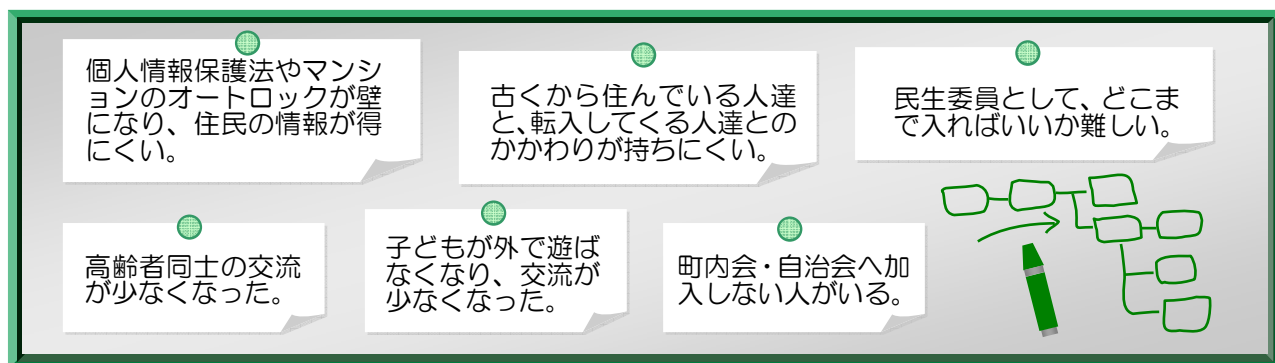 個人情報保護法やマンシ
ョンのオートロックが壁
になり、住民の情報が得
にくい。
古くから住んでいる人達
と、転入してくる人達との
かかわりが持ちにくい。
民生委員として、どこま
で入ればいいか難しい。
高齢者同士の交流
が少なくなった。
子どもが外で遊ば
なくなり、交流が
少なくなった。
町内会・自治会へ加
入しない人がいる。